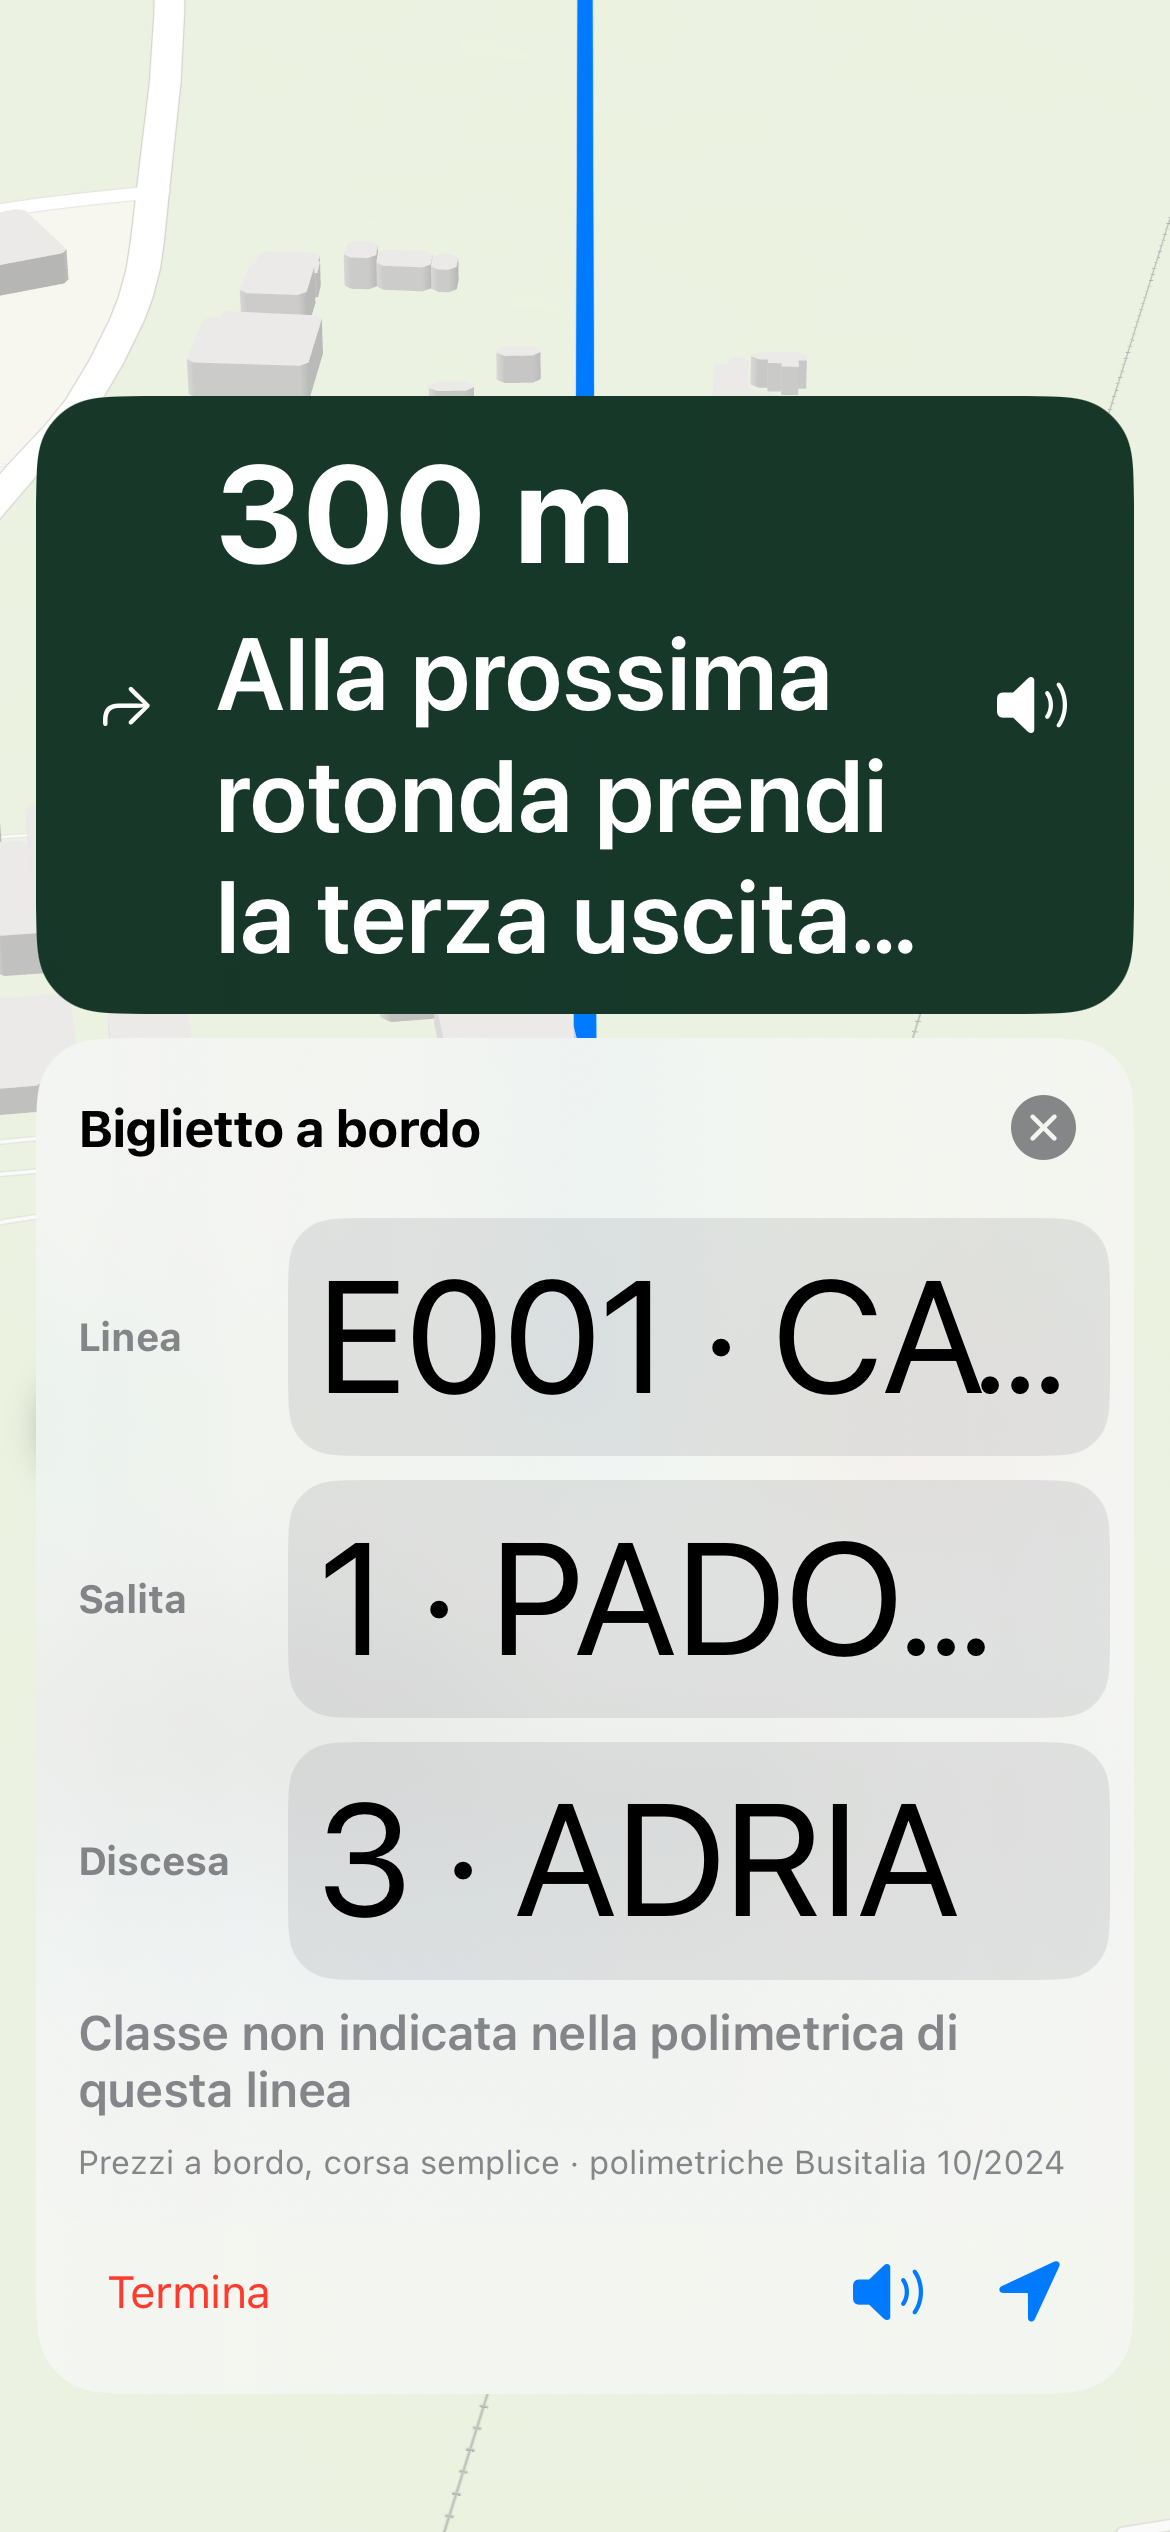 300 m
Alla prossima
rotonda prendi
la terza uscita...
Biglietto a bordo
Linea
E001 · CA...
Salita
1 · PADO...
Discesa
3 · ADRIA
Classe non indicata nella polimetrica di
questa linea
Prezzi a bordo, corsa semplice · polimetriche Busitalia 10/2024
Termina